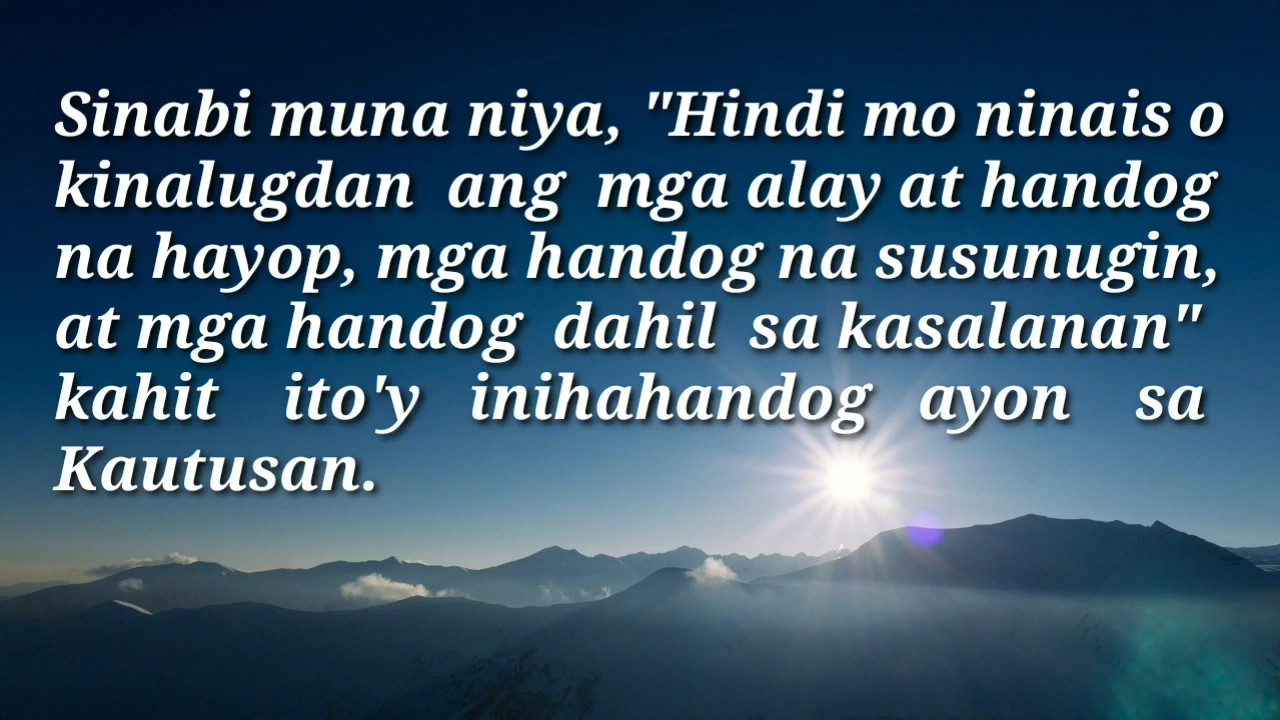 Sinabi muna niya, "Hindi mo ninais o
kinalugdan ang mga alay at handog
na hayop, mga handog na susunugin,
at mga handog dahil sa kasalanan"
kahit ito'y inihahandog ayon sa
Kautusan.